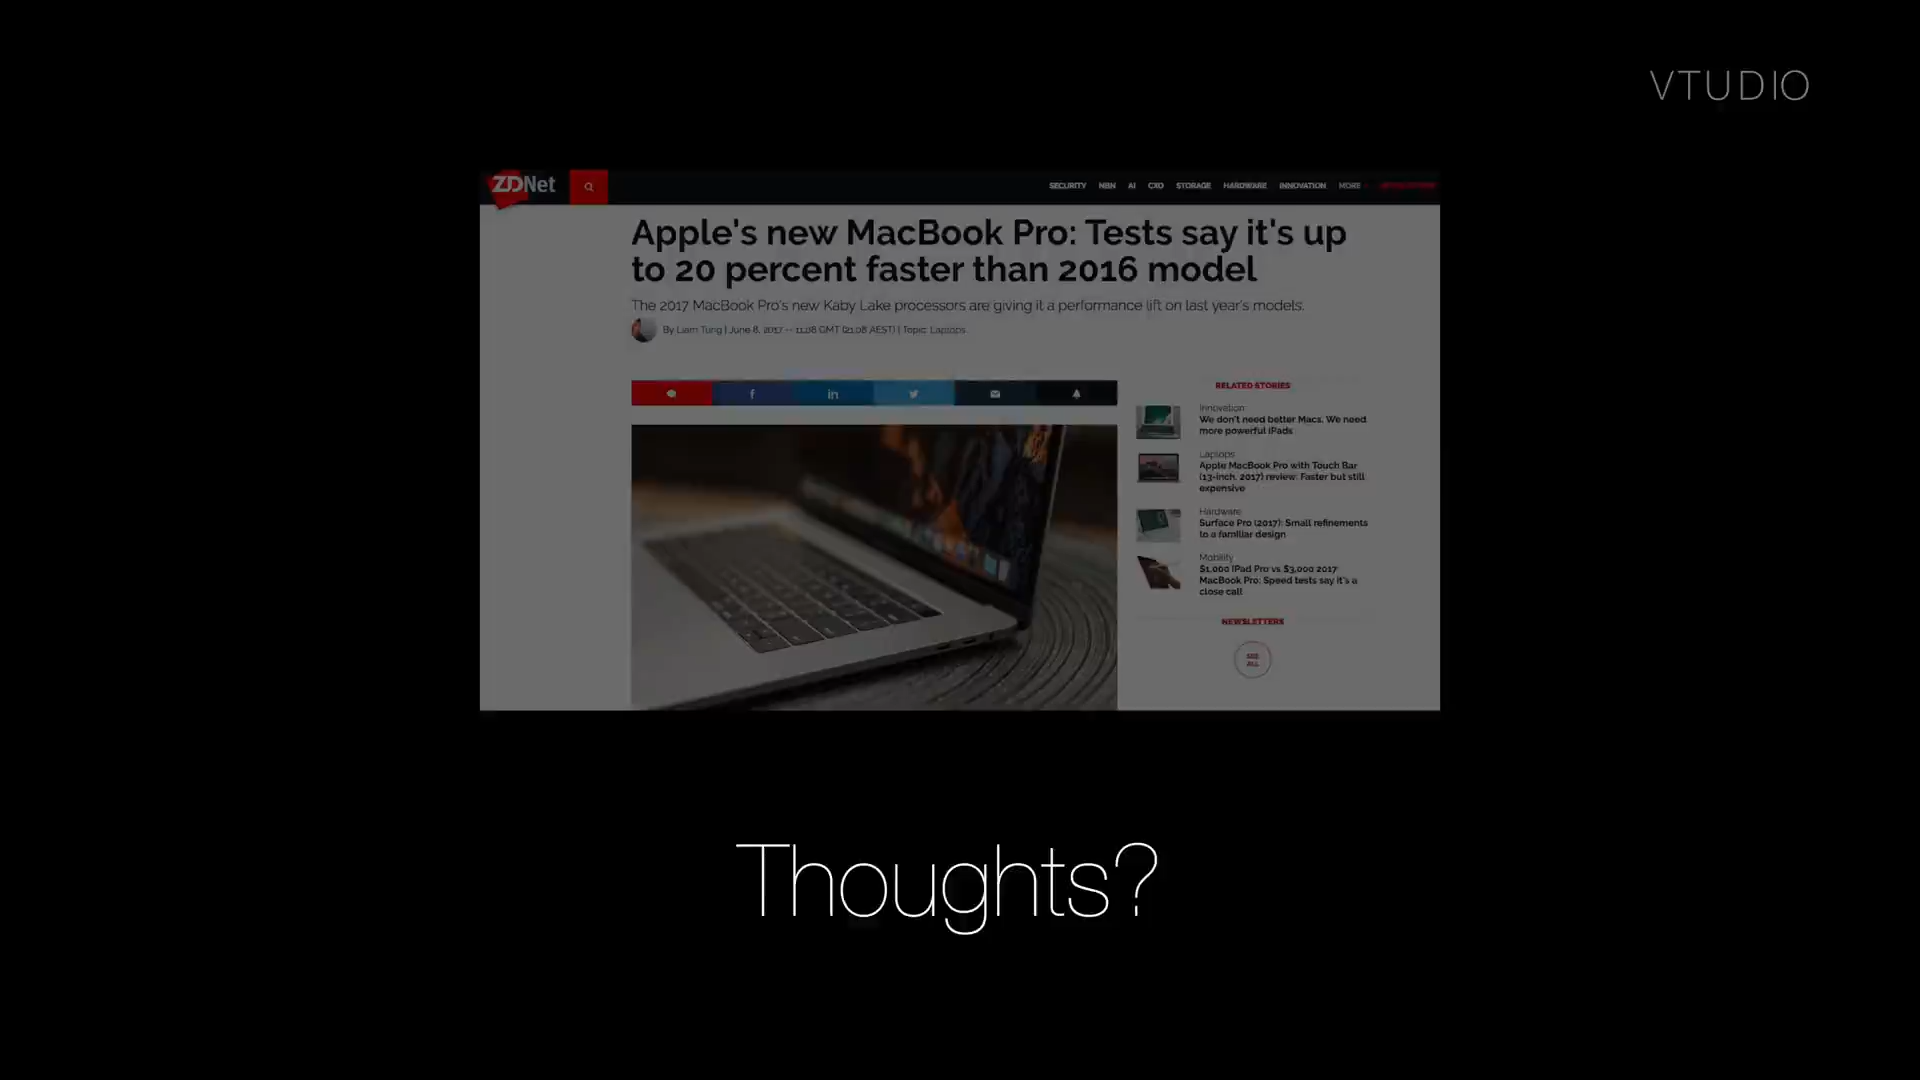 VTUDIO
ZDNet
SECURITY NBN AI CXO STORAGE HARDWARE INNOVATION MORE
Apple's new MacBook Pro: Tests say it's up
to 20 percent faster than 2016 model
The 2017 MacBook Pro's new Kaby Lake processors are giving it a performance lift on last year's models.
By Liam Tung | June 8, 2017 -- 11:08 GMT (21:08 AEST) | Topic: Laptops
f in
RELATED STORIES
Innovation
We don't need better Macs. We need
more powerful iPads
Laptops
Apple MacBook Pro with Touch Bar
(13-inch, 2017) review: Faster but still
expensive
Hardware
Surface Pro (2017): Small refinements
to a familiar design
Mobility
$1,000 iPad Pro vs $3,000 2017
MacBook Pro: Speed tests say it's a
close call
NEWSLETTERS
SEE
ALL
Thoughts?